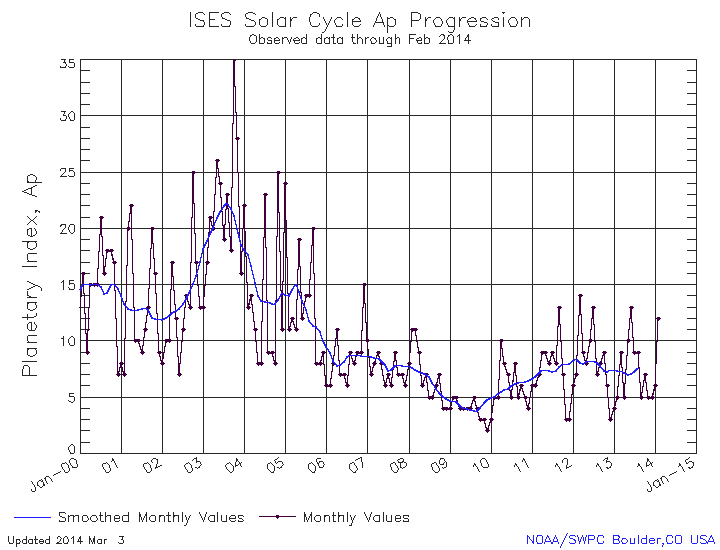 ISES Solar Cycle Ap Progression
Observed data through Feb 2014
Planetary Index, Ap
35
30
25
20
15
10
5
0
Jan-00 01 02 03 04 05 06 07 08 09 10 11 12 13 14 Jan-15
Smoothed Monthly Values Monthly Values
Updated 2014 Mar 3 NOAA/SWPC Boulder,CO USA